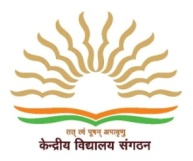 तत् त्वं पूषन् अपावृणु
केन्द्रीय विद्यालय संगठन